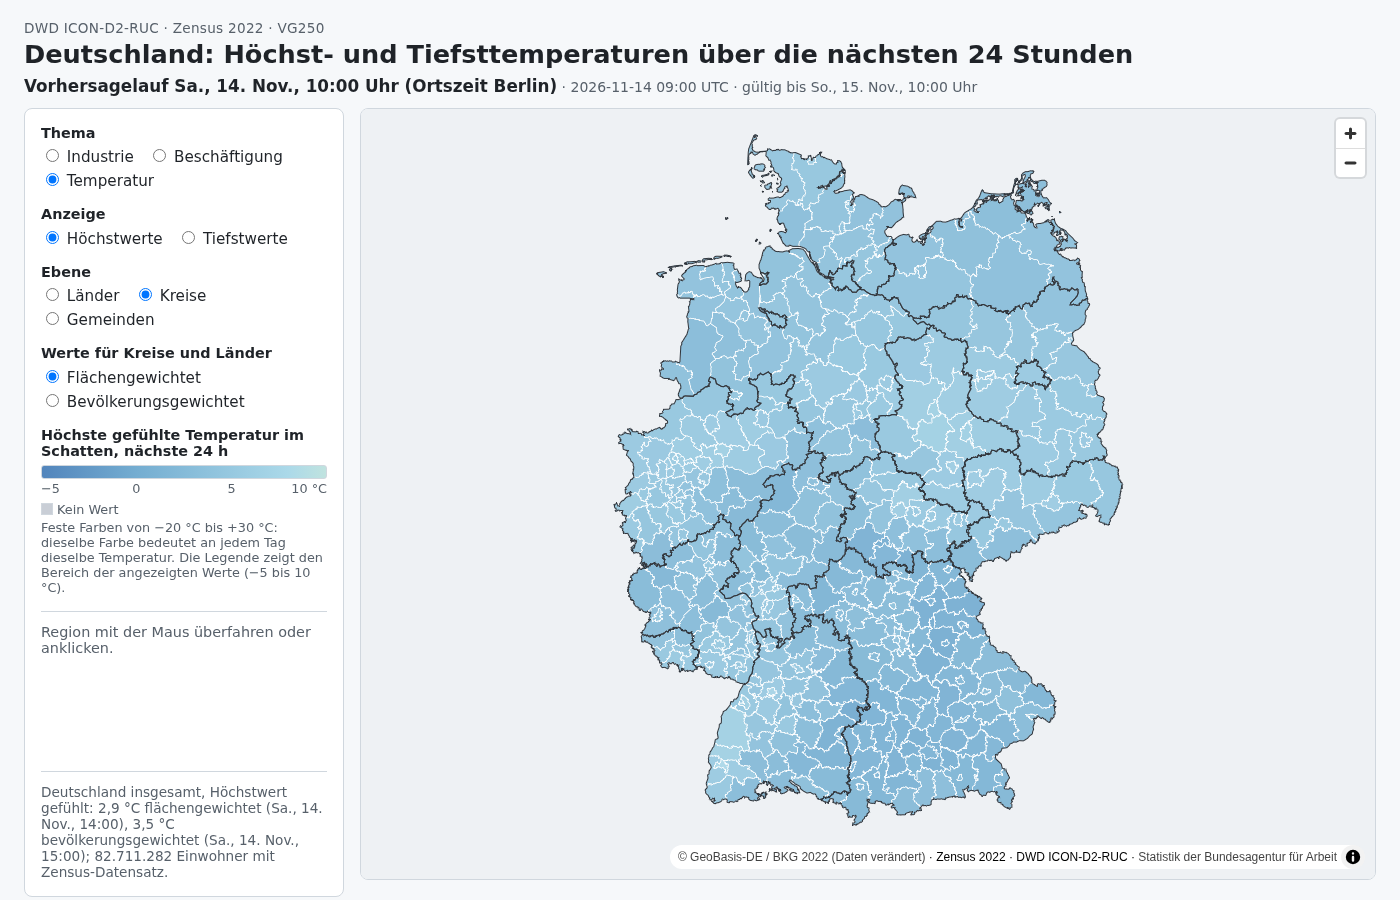 DWD ICON-D2-RUC · Zensus 2022 · VG250
Deutschland: Höchst- und Tiefsttemperaturen über die nächsten 24 Stunden
Vorhersagelauf Sa., 14. Nov., 10:00 Uhr (Ortszeit Berlin) · 2026-11-14 09:00 UTC · gültig bis So., 15. Nov., 10:00 Uhr
Thema
Industrie Beschäftigung
Temperatur
Anzeige
Höchstwerte Tiefstwerte
Ebene
Länder Kreise
Gemeinden
Werte für Kreise und Länder
Flächengewichtet
Bevölkerungsgewichtet
Höchste gefühlte Temperatur im
Schatten, nächste 24 h
−5 0 5 10 °C
Kein Wert
Feste Farben von −20 °C bis +30 °C:
dieselbe Farbe bedeutet an jedem Tag
dieselbe Temperatur. Die Legende zeigt den
Bereich der angezeigten Werte (−5 bis 10
°C).
Region mit der Maus überfahren oder
anklicken.
Deutschland insgesamt, Höchstwert
gefühlt: 2,9 °C flächengewichtet (Sa., 14.
Nov., 14:00), 3,5 °C
bevölkerungsgewichtet (Sa., 14. Nov.,
15:00); 82.711.282 Einwohner mit
Zensus-Datensatz.
© GeoBasis-DE / BKG 2022 (Daten verändert) · Zensus 2022 · DWD ICON-D2-RUC · Statistik der Bundesagentur für Arbeit